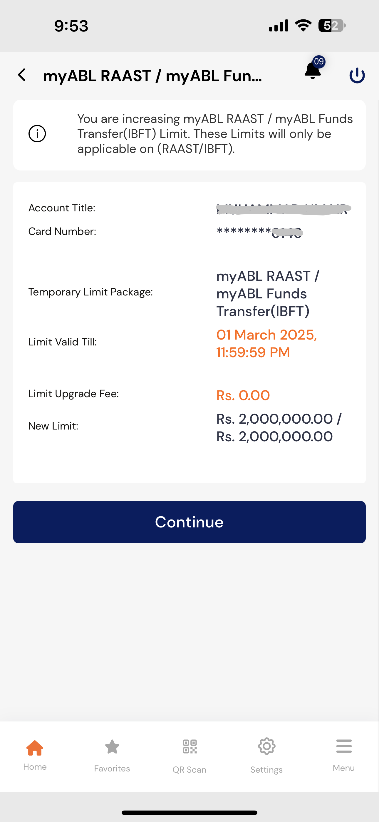 9:53
52
09
myABL RAAST / myABL Fun...
You are increasing myABL RAAST / myABL Funds
Transfer(IBFT) Limit. These Limits will only be
applicable on (RAAST/IBFT).
Account Title:
Card Number: ********
Temporary Limit Package: myABL RAAST /
myABL Funds
Transfer(IBFT)
Limit Valid Till: 01 March 2025,
11:59:59 PM
Limit Upgrade Fee: Rs. 0.00
New Limit: Rs. 2,000,000.00 /
Rs. 2,000,000.00
Continue
Home Favorites QR Scan Settings Menu